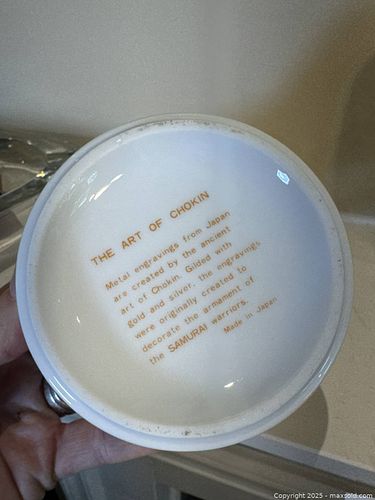 THE ART OF CHOKIN
Metal engravings from Japan
are created by the ancient
art of Chokin. Gilded with
gold and silver, the engravings
were originally created to
decorate the armament of
the SAMURAI warriors.
Made in Japan
Copyright 2025 - maxsold.com